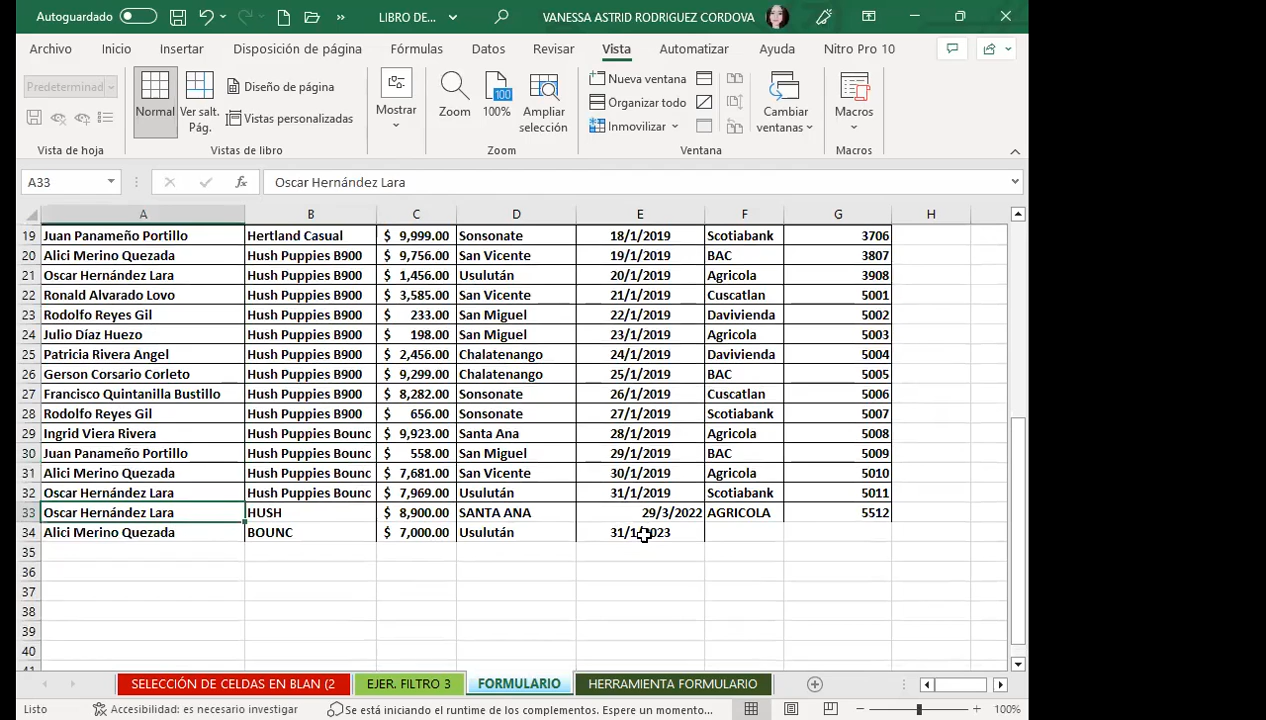 Autoguardado LIBRO DE... VANESSA ASTRID RODRIGUEZ CORDOVA
Archivo Inicio Insertar Disposición de página Fórmulas Datos Revisar Vista Automatizar Ayuda Nitro Pro 10
Predeterminad
Normal
Ver salt. Pág.
Diseño de página
Vistas personalizadas
Mostrar
Zoom
100
100%
Ampliar selección
Nueva ventana
Organizar todo
Inmovilizar
Cambiar ventanas
Macros
Vista de hoja Vistas de libro Zoom Ventana Macros
A33 fx Oscar Hernández Lara
A B C D E F G H
19 Juan Panameño Portillo Hertland Casual $ 9,999.00 Sonsonate 18/1/2019 Scotiabank 3706
20 Alici Merino Quezada Hush Puppies B900 $ 9,756.00 San Vicente 19/1/2019 BAC 3807
21 Oscar Hernández Lara Hush Puppies B900 $ 1,456.00 Usulután 20/1/2019 Agricola 3908
22 Ronald Alvarado Lovo Hush Puppies B900 $ 3,585.00 San Vicente 21/1/2019 Cuscatlan 5001
23 Rodolfo Reyes Gil Hush Puppies B900 $ 233.00 San Miguel 22/1/2019 Davivienda 5002
24 Julio Díaz Huezo Hush Puppies B900 $ 198.00 San Miguel 23/1/2019 Agricola 5003
25 Patricia Rivera Angel Hush Puppies B900 $ 2,456.00 Chalatenango 24/1/2019 Davivienda 5004
26 Gerson Corsario Corleto Hush Puppies B900 $ 9,299.00 Chalatenango 25/1/2019 BAC 5005
27 Francisco Quintanilla Bustillo Hush Puppies B900 $ 8,282.00 Sonsonate 26/1/2019 Cuscatlan 5006
28 Rodolfo Reyes Gil Hush Puppies B900 $ 656.00 Sonsonate 27/1/2019 Scotiabank 5007
29 Ingrid Viera Rivera Hush Puppies Bounc $ 9,923.00 Santa Ana 28/1/2019 Agricola 5008
30 Juan Panameño Portillo Hush Puppies Bounc $ 558.00 San Miguel 29/1/2019 BAC 5009
31 Alici Merino Quezada Hush Puppies Bounc $ 7,681.00 San Vicente 30/1/2019 Agricola 5010
32 Oscar Hernández Lara Hush Puppies Bounc $ 7,969.00 Usulután 31/1/2019 Scotiabank 5011
33 Oscar Hernández Lara HUSH $ 8,900.00 SANTA ANA 29/3/2022 AGRICOLA 5512
34 Alici Merino Quezada BOUNC $ 7,000.00 Usulután 31/1/2023
35
36
37
38
39
40
41
SELECCIÓN DE CELDAS EN BLAN (2 EJER. FILTRO 3 FORMULARIO HERRAMIENTA FORMULARIO
Listo Accesibilidad: es necesario investigar Se está iniciando el runtime de los complementos. Espere un momento... 100%